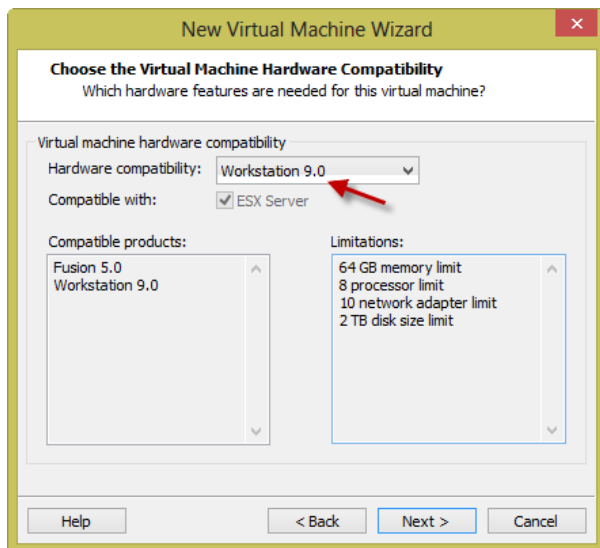 New Virtual Machine Wizard
Choose the Virtual Machine Hardware Compatibility
Which hardware features are needed for this virtual machine?
Virtual machine hardware compatibility
Hardware compatibility: Workstation 9.0
Compatible with: ESX Server
Compatible products:
Fusion 5.0
Workstation 9.0
Limitations:
64 GB memory limit
8 processor limit
10 network adapter limit
2 TB disk size limit
Help < Back Next > Cancel